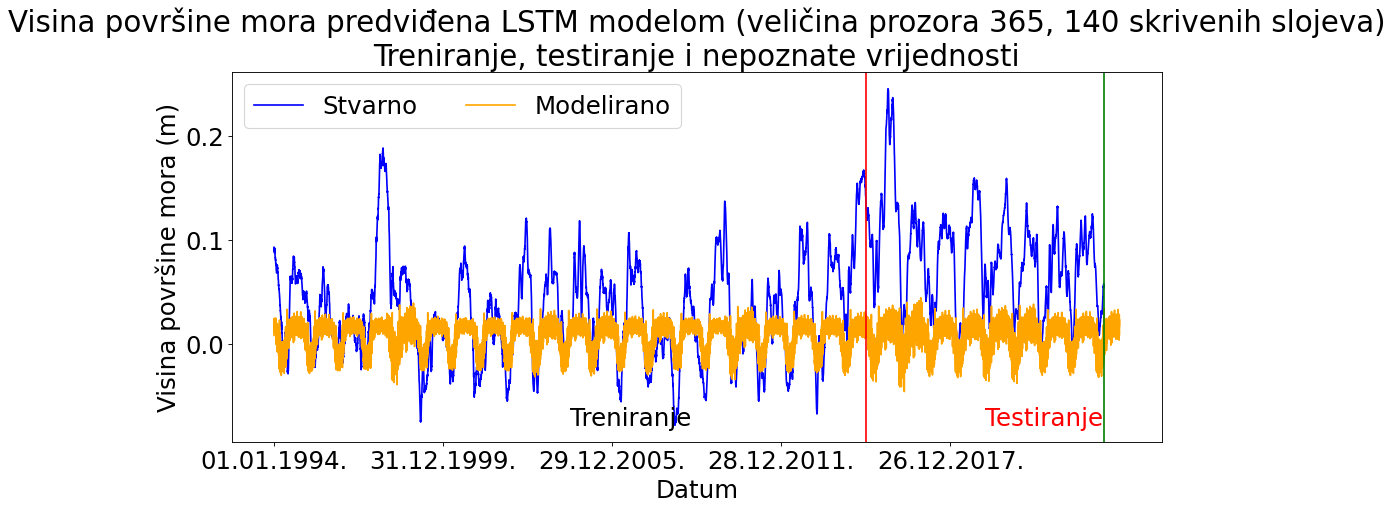 Visina površine mora predviđena LSTM modelom (veličina prozora 365, 140 skrivenih slojeva)
Treniranje, testiranje i nepoznate vrijednosti
Stvarno
Modelirano
Visina površine mora (m)
0.2
0.1
0.0
Treniranje
Testiranje
01.01.1994.
31.12.1999.
29.12.2005.
28.12.2011.
26.12.2017.
Datum